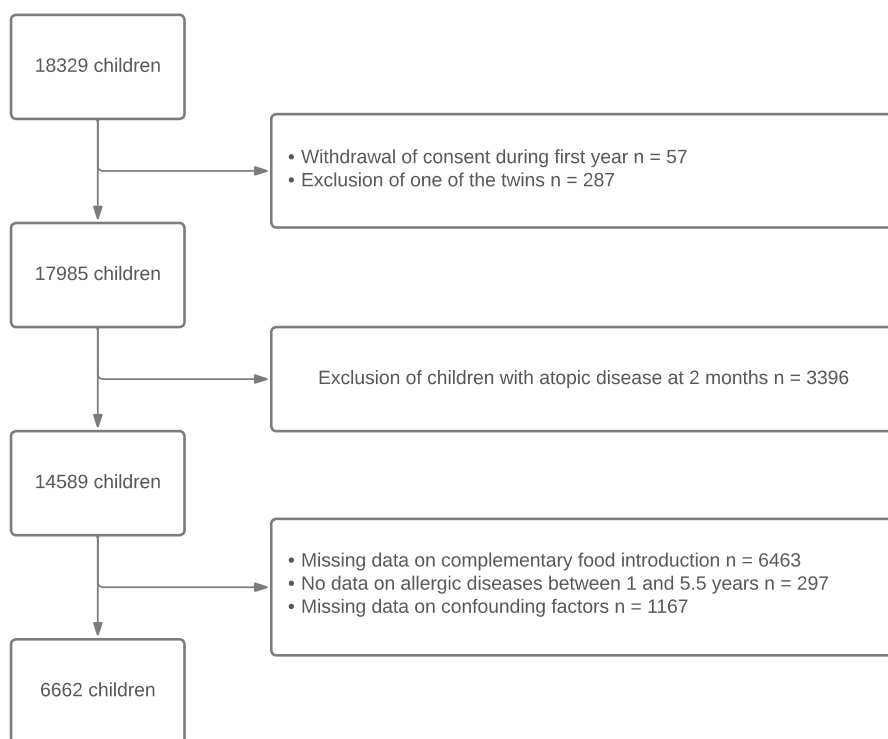 18329 children
• Withdrawal of consent during first year n = 57
• Exclusion of one of the twins n = 287
17985 children
Exclusion of children with atopic disease at 2 months n = 3396
14589 children
• Missing data on complementary food introduction n = 6463
• No data on allergic diseases between 1 and 5.5 years n = 297
• Missing data on confounding factors n = 1167
6662 children